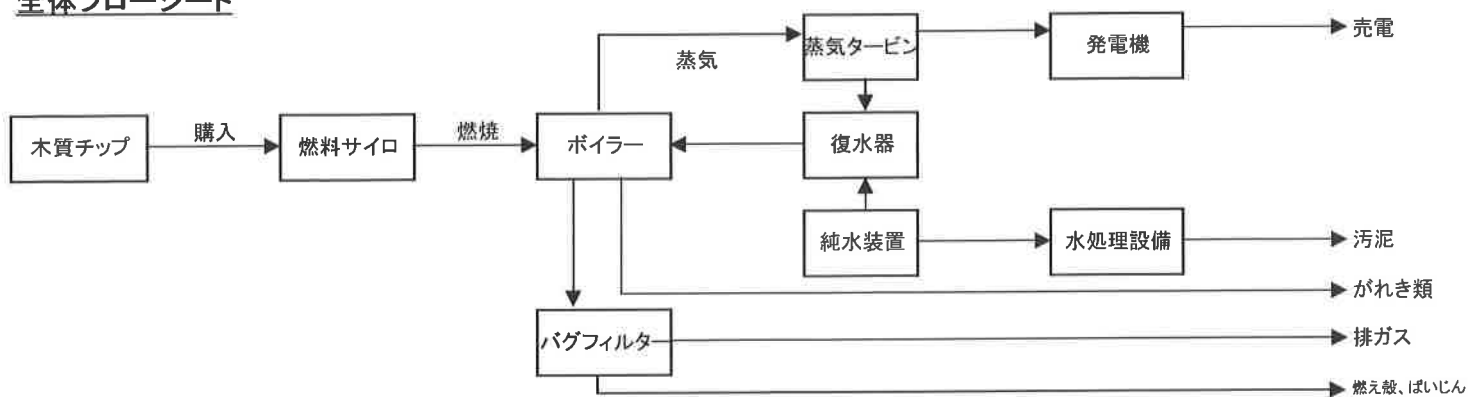 全体フローシート
売電
蒸気タービン
発電機
蒸気
購入
燃焼
木質チップ
燃料サイロ
ボイラー
復水器
純水装置
水処理設備
汚泥
がれき類
バグフィルター
排ガス
燃え殻、ばいじん